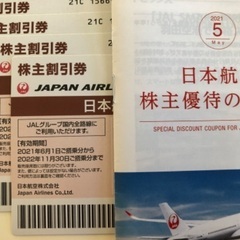 21C 1566
21C
株主割引券
株主割引券
株主割引券
JAPAN AIRL
日本
JALグループ国内全路線に
ご利用いただけます。
[有効期間]
2021年6月1日ご搭乗分から
2022年11月30日ご搭乗分まで
日本航空株式会社
Japan Airlines Co.,Ltd.
2021
5
May
日本航
株主優待の
SPECIAL DISCOUNT COUPON FOR